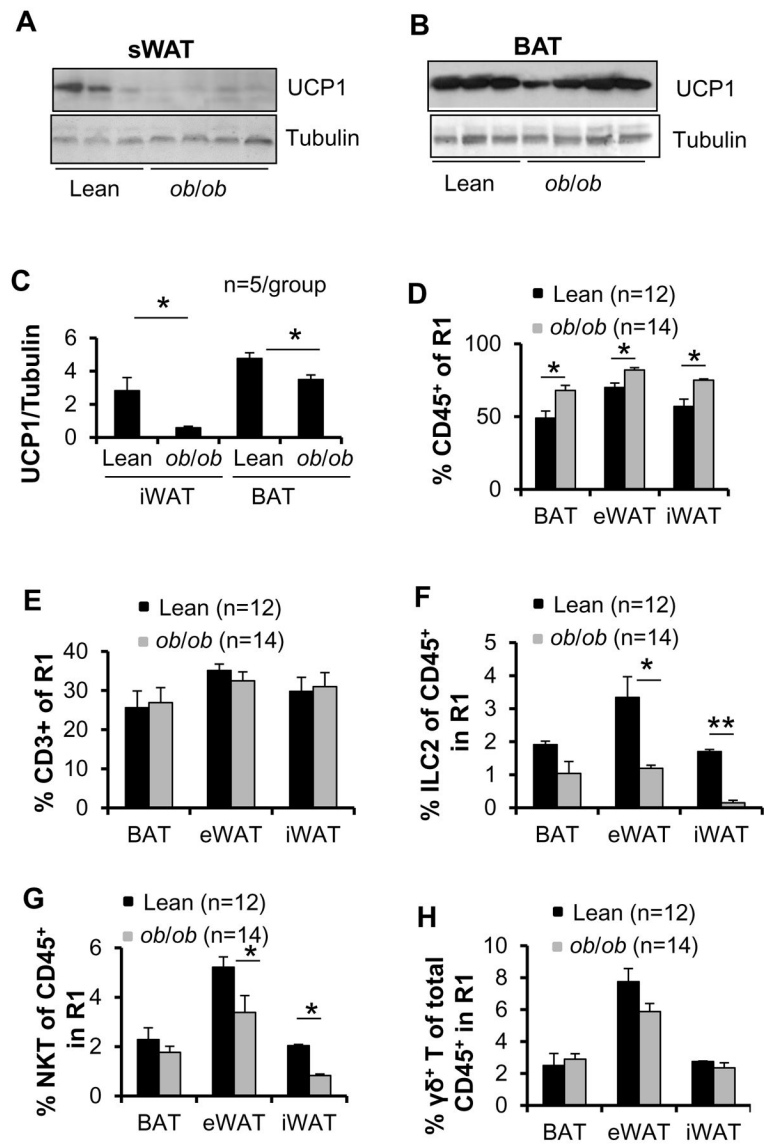 A
sWAT
UCP1
Tubulin
Lean
ob/ob
B
BAT
UCP1
Tubulin
Lean
ob/ob
C
n=5/group
*
*
UCP1/Tubulin
6
4
2
0
Lean ob/ob Lean ob/ob
iWAT BAT
D
Lean (n=12)
ob/ob (n=14)
% CD45+ of R1
100
50
0
* * *
BAT eWAT iWAT
E
Lean (n=12)
ob/ob (n=14)
% CD3+ of R1
40
30
20
10
0
BAT eWAT iWAT
F
Lean (n=12)
ob/ob (n=14)
% ILC2 of CD45+
in R1
5
4
3
2
1
0
*
**
BAT eWAT iWAT
G
Lean (n=12)
ob/ob (n=14)
% NKT of CD45+
in R1
6
4
2
0
*
*
BAT eWAT iWAT
H
Lean (n=12)
ob/ob (n=14)
% γδ+ T of total
CD45+ in R1
10
8
6
4
2
0
BAT eWAT iWAT